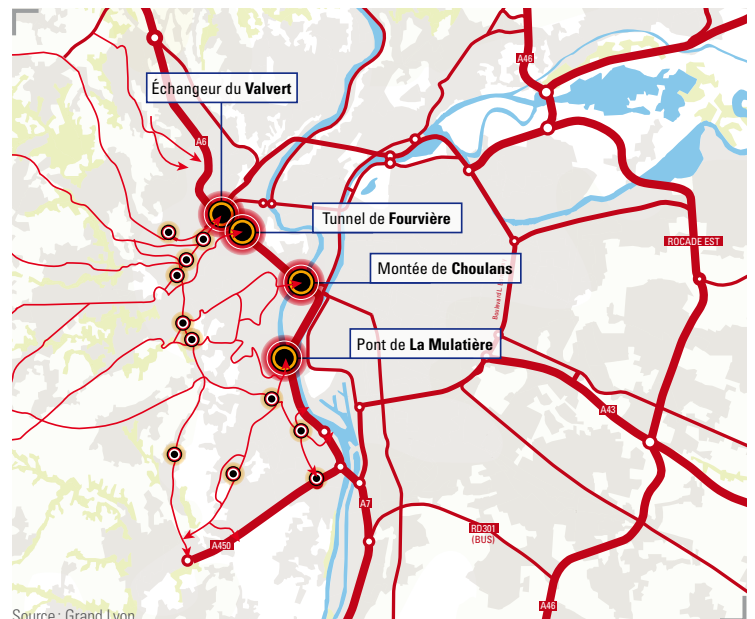 A46
Échangeur du Valvert
A6
Tunnel de Fourvière
ROCADE EST
Montée de Choulans
Boulevard L.
Pont de La Mulatière
A43
A7
RD301
(BUS)
A450
A46
Source : Grand Lyon